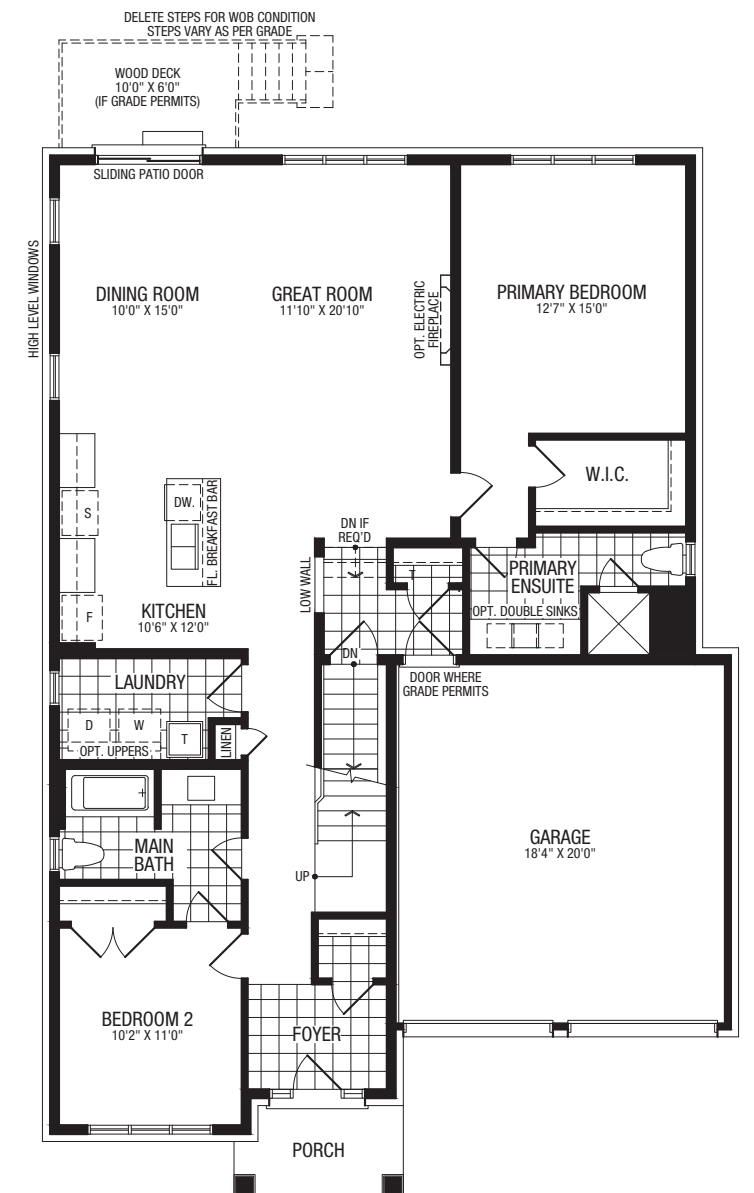 DELETE STEPS FOR WOB CONDITION
STEPS VARY AS PER GRADE
WOOD DECK
10'0" X 6'0"
(IF GRADE PERMITS)
SLIDING PATIO DOOR
HIGH LEVEL WINDOWS
DINING ROOM
10'0" X 15'0"
GREAT ROOM
11'10" X 20'10"
OPT. ELECTRIC
FIREPLACE
PRIMARY BEDROOM
12'7" X 15'0"
W.I.C.
S
DW.
FL. BREAKFAST BAR
F
KITCHEN
10'6" X 12'0"
DN IF
REQ'D
LOW WALL
T
PRIMARY
ENSUITE
OPT. DOUBLE SINKS
DN
DOOR WHERE
GRADE PERMITS
LAUNDRY
D
W
T
OPT. UPPERS
LINEN
MAIN
BATH
UP
GARAGE
18'4" X 20'0"
BEDROOM 2
10'2" X 11'0"
FOYER
PORCH